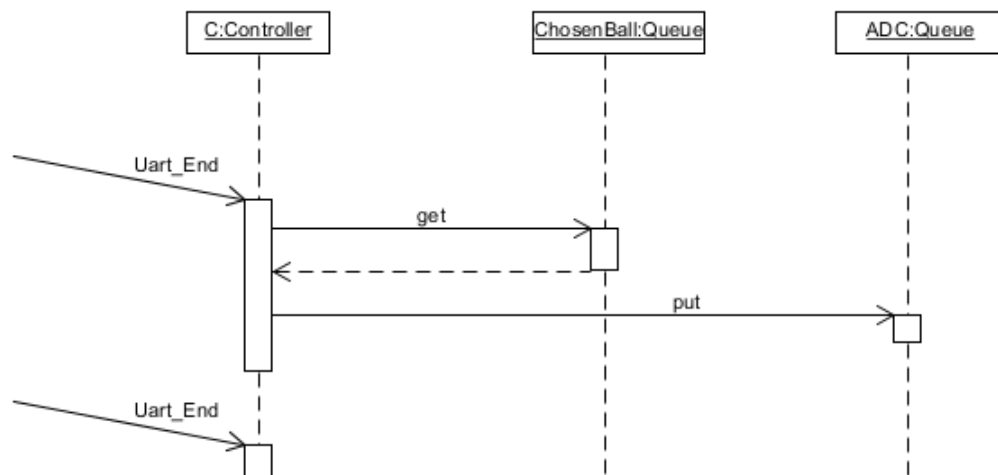 C:Controller
ChosenBall:Queue
ADC:Queue
Uart_End
get
put
Uart_End